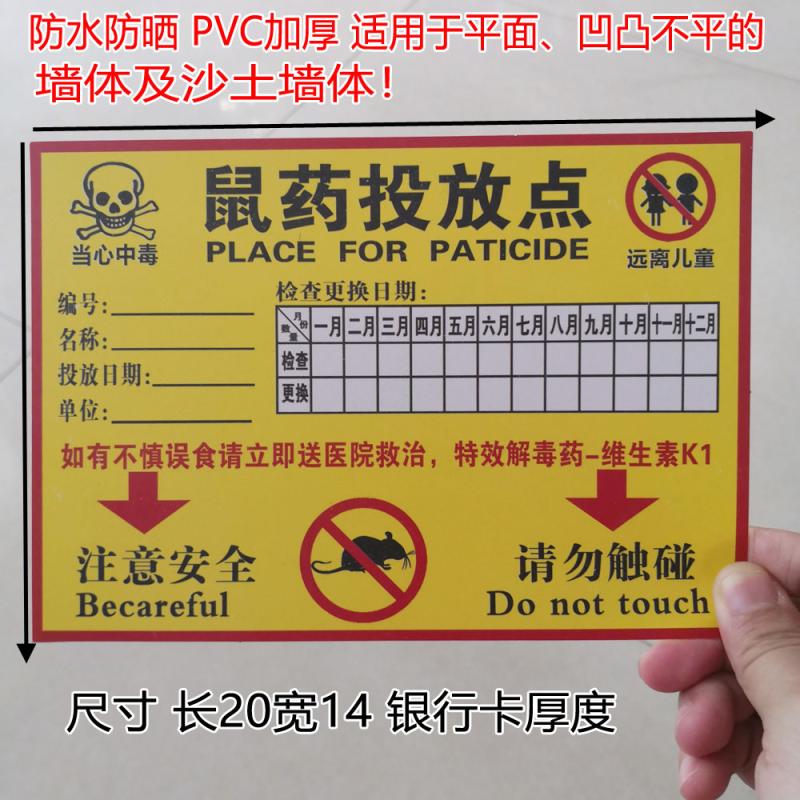 防水防晒 PVC加厚 适用于平面、凹凸不平的
墙体及沙土墙体！
鼠药投放点
PLACE FOR PATICIDE
当心中毒
远离儿童
编号:
名称:
投放日期:
单位:
检查更换日期:
月份 数量 一月 二月 三月 四月 五月 六月 七月 八月 九月 十月 十一月 十二月
检查
更换
如有不慎误食请立即送医院救治，特效解毒药-维生素K1
注意安全
Becareful
请勿触碰
Do not touch
尺寸 长20宽14 银行卡厚度